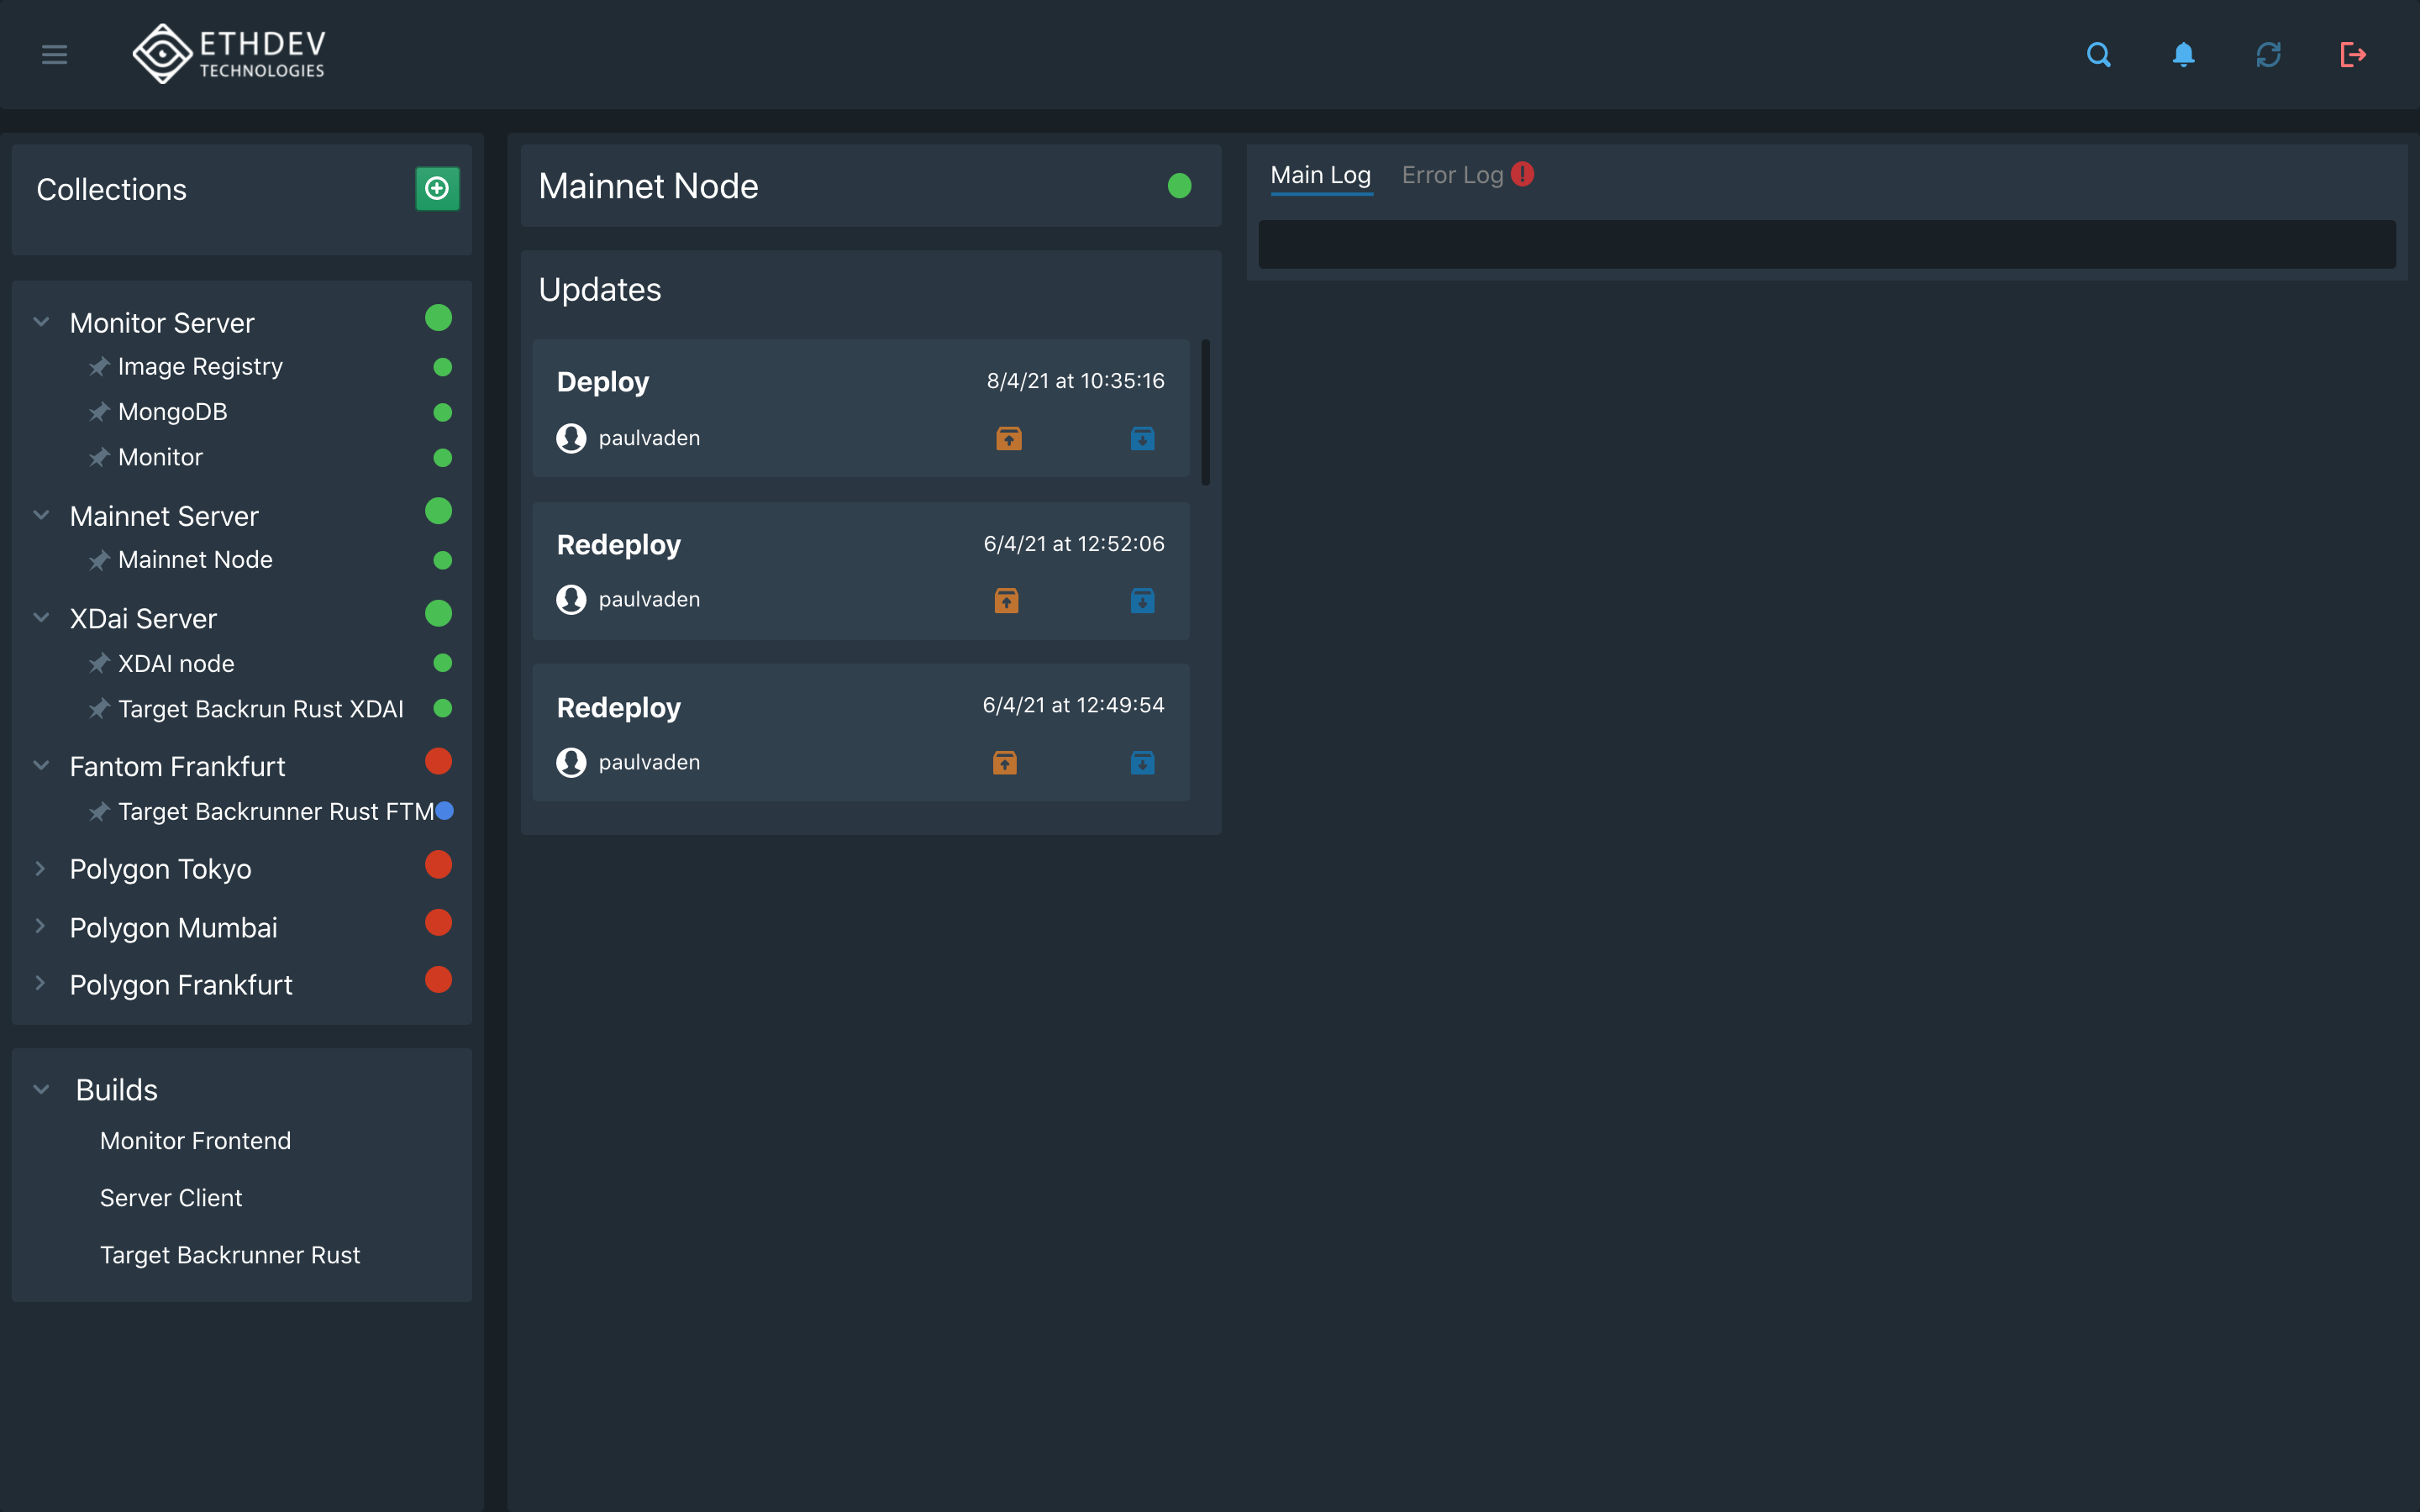 ETHDEV
TECHNOLOGIES
Collections
Monitor Server
Image Registry
MongoDB
Monitor
Mainnet Server
Mainnet Node
XDai Server
XDAI node
Target Backrun Rust XDAI
Fantom Frankfurt
Target Backrunner Rust FTM
Polygon Tokyo
Polygon Mumbai
Polygon Frankfurt
Builds
Monitor Frontend
Server Client
Target Backrunner Rust
Mainnet Node
Updates
Deploy 8/4/21 at 10:35:16
paulvaden
Redeploy 6/4/21 at 12:52:06
paulvaden
Redeploy 6/4/21 at 12:49:54
paulvaden
Main Log Error Log